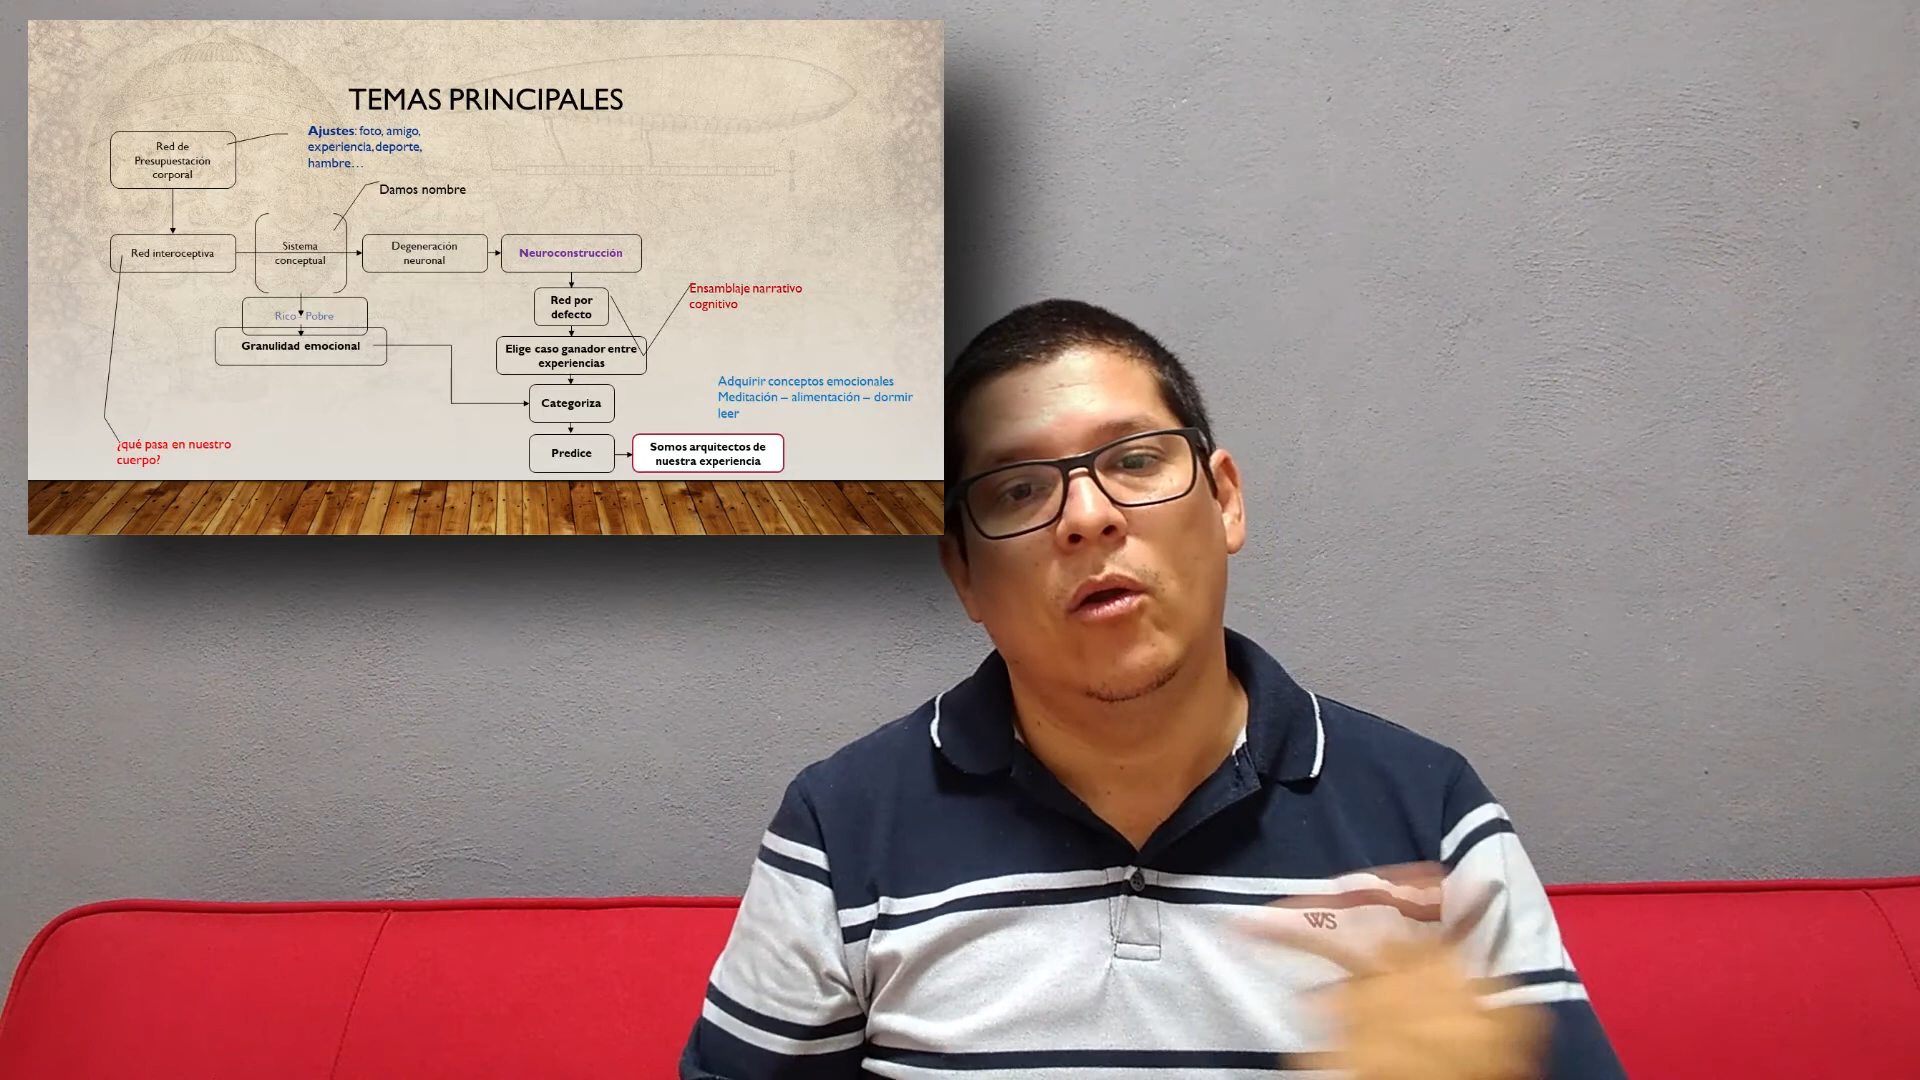 TEMAS PRINCIPALES
Red de
Presupuestación
corporal
Ajustes: foto, amigo,
experiencia, deporte,
hambre…
Damos nombre
Red interoceptiva
Sistema
conceptual
Degeneración
neuronal
Neuroconstrucción
Rico - Pobre
Granulidad emocional
Red por
defecto
Ensamblaje narrativo
cognitivo
Elige caso ganador entre
experiencias
Adquirir conceptos emocionales
Meditación – alimentación – dormir
leer
Categoriza
¿qué pasa en nuestro
cuerpo?
Predice
Somos arquitectos de
nuestra experiencia
WS